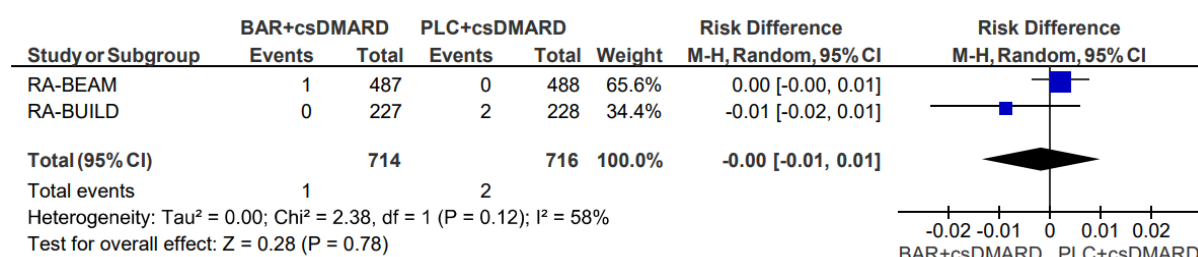 BAR+csDMARD PLC+csDMARD Risk Difference Risk Difference
Study or Subgroup Events Total Events Total Weight M-H, Random, 95% CI M-H, Random, 95% CI
RA-BEAM 1 487 0 488 65.6% 0.00 [-0.00, 0.01]
RA-BUILD 0 227 2 228 34.4% -0.01 [-0.02, 0.01]
Total (95% CI) 714 716 100.0% -0.00 [-0.01, 0.01]
Total events 1 2
Heterogeneity: Tau² = 0.00; Chi² = 2.38, df = 1 (P = 0.12); I² = 58%
Test for overall effect: Z = 0.28 (P = 0.78)
-0.02 -0.01 0 0.01 0.02
BAR+csDMARD PLC+csDMARD